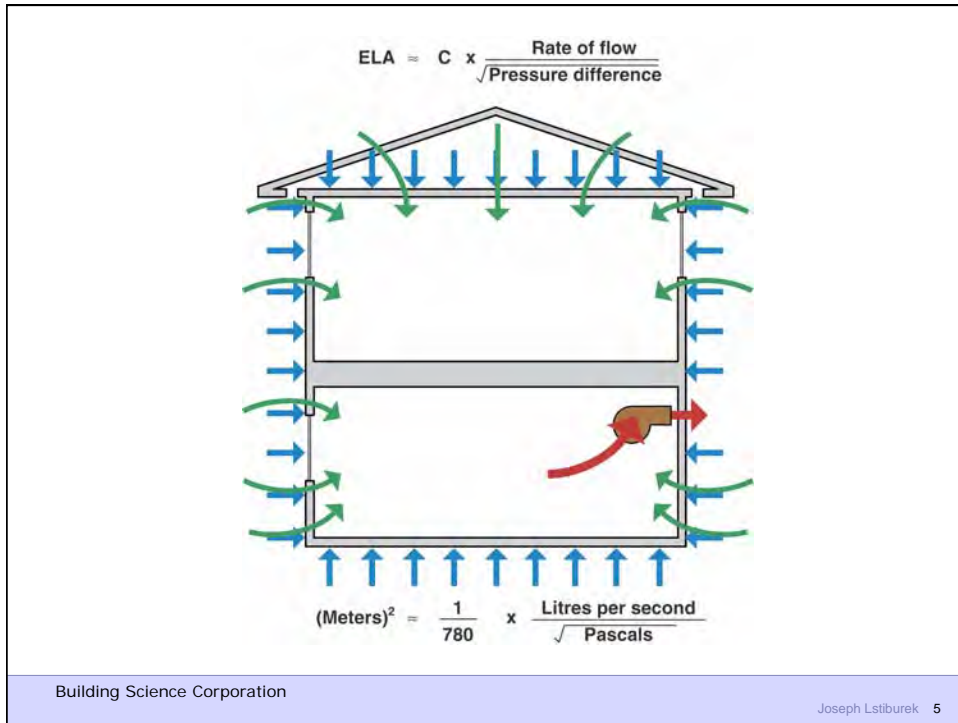 ELA ≈ C x Rate of flow / √Pressure difference
(Meters)² ≈ 1/780 x Litres per second / √Pascals
Building Science Corporation
Joseph Lstiburek 5